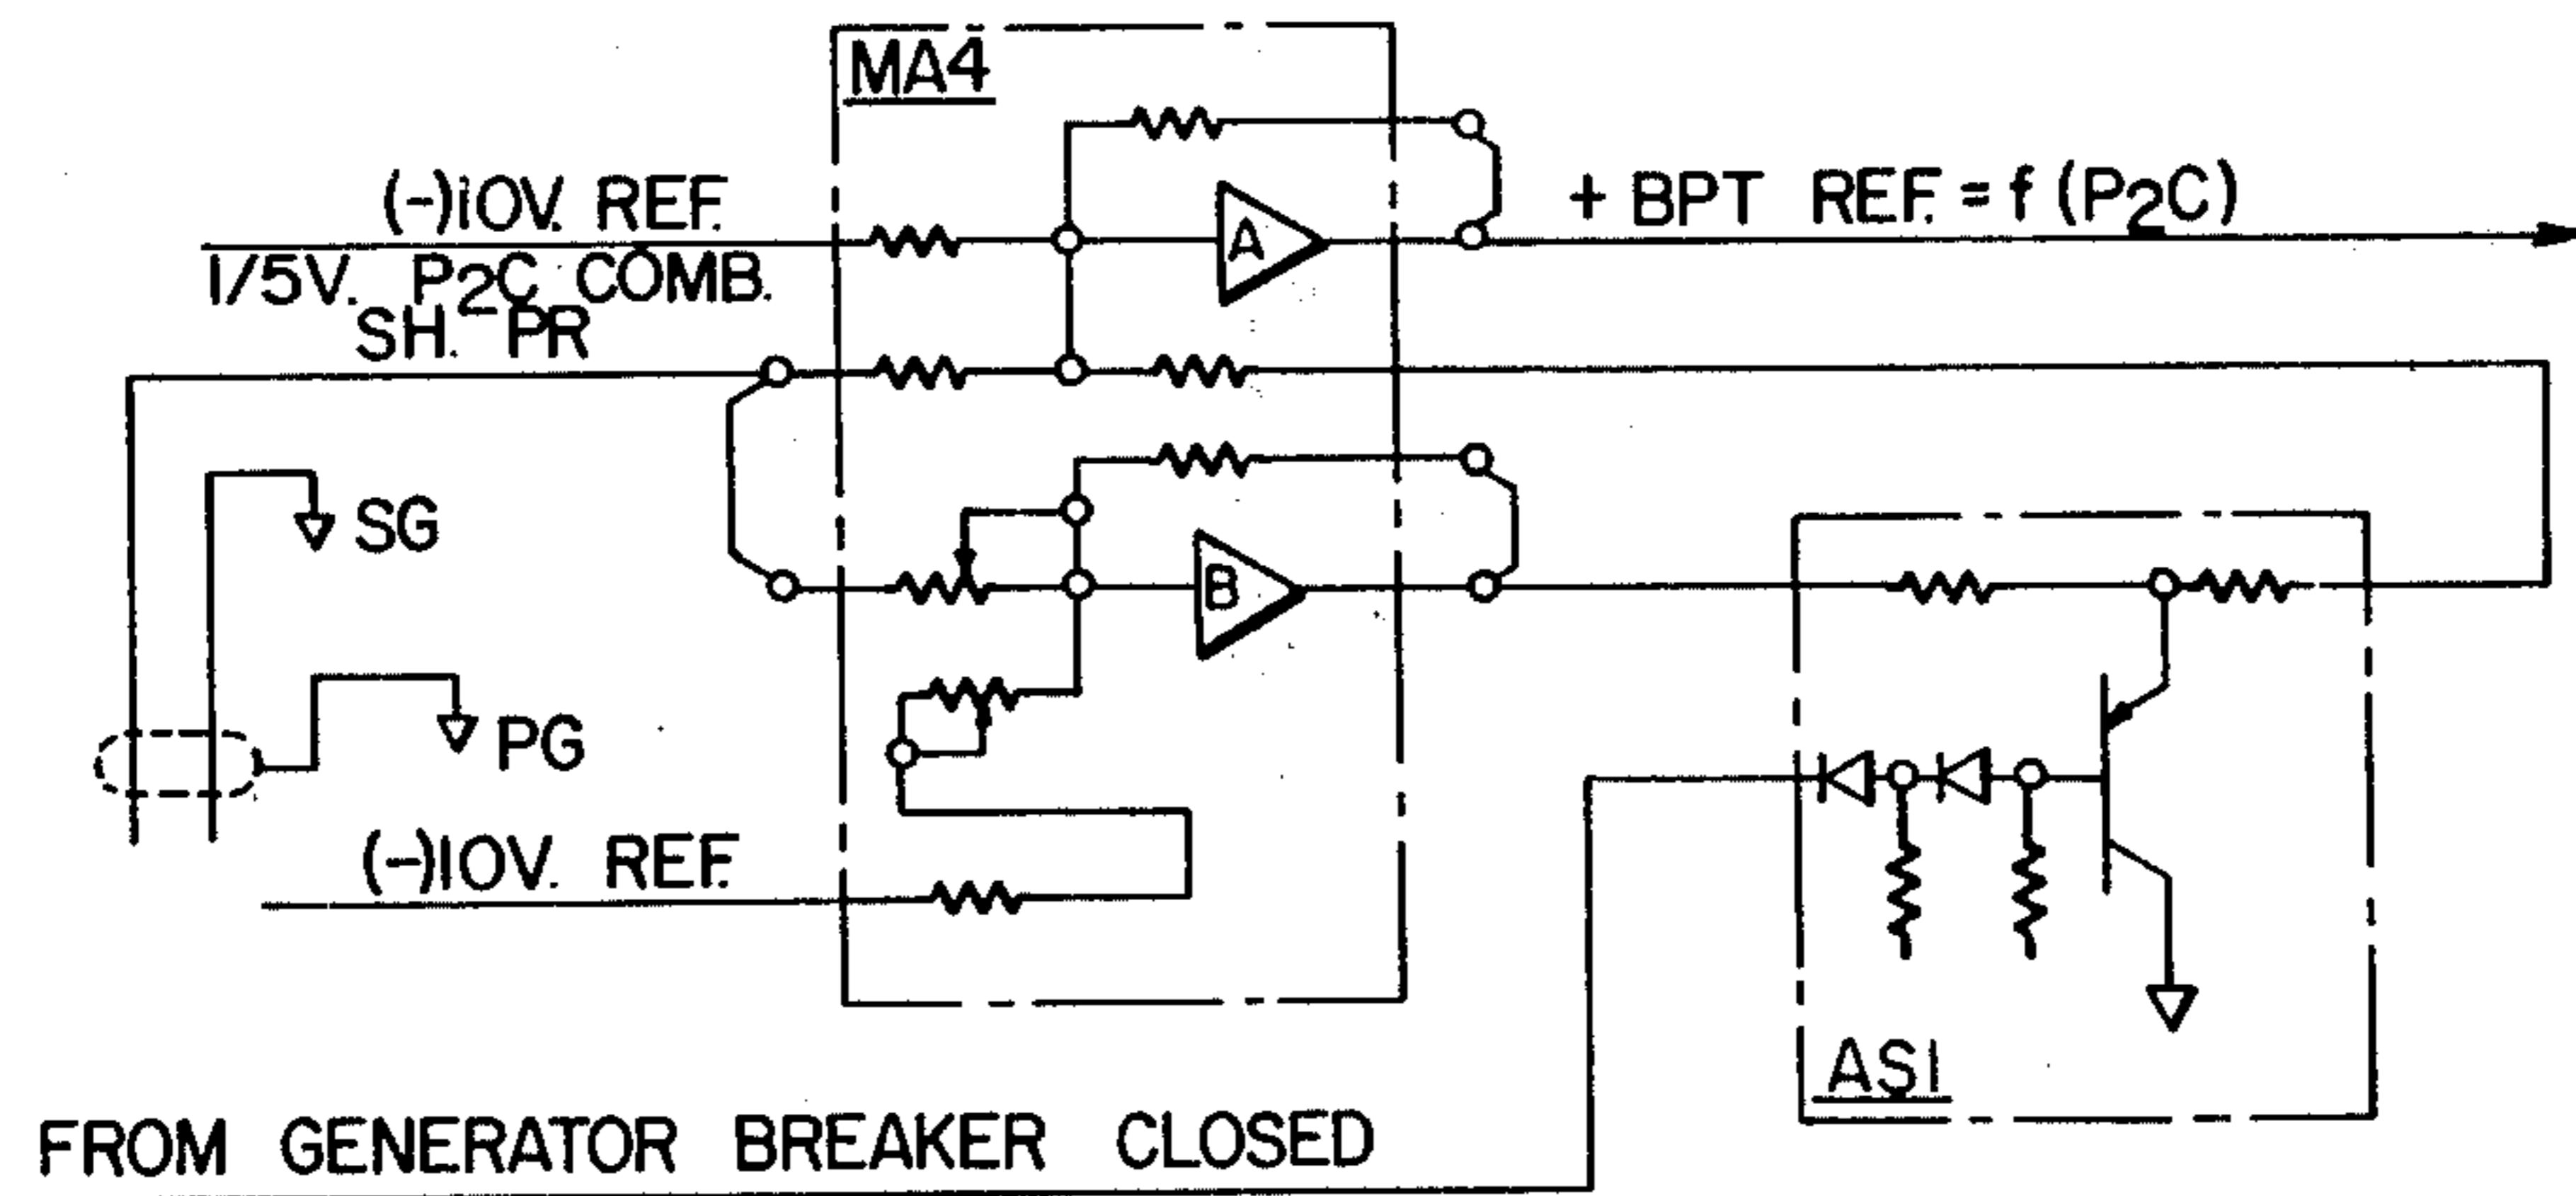 MA4
(-)10V. REF.
1/5V. P2C COMB.
SH. PR
A
+ BPT REF. = f (P2C)
SG
B
PG
(-)10V. REF.
AS1
FROM GENERATOR BREAKER CLOSED